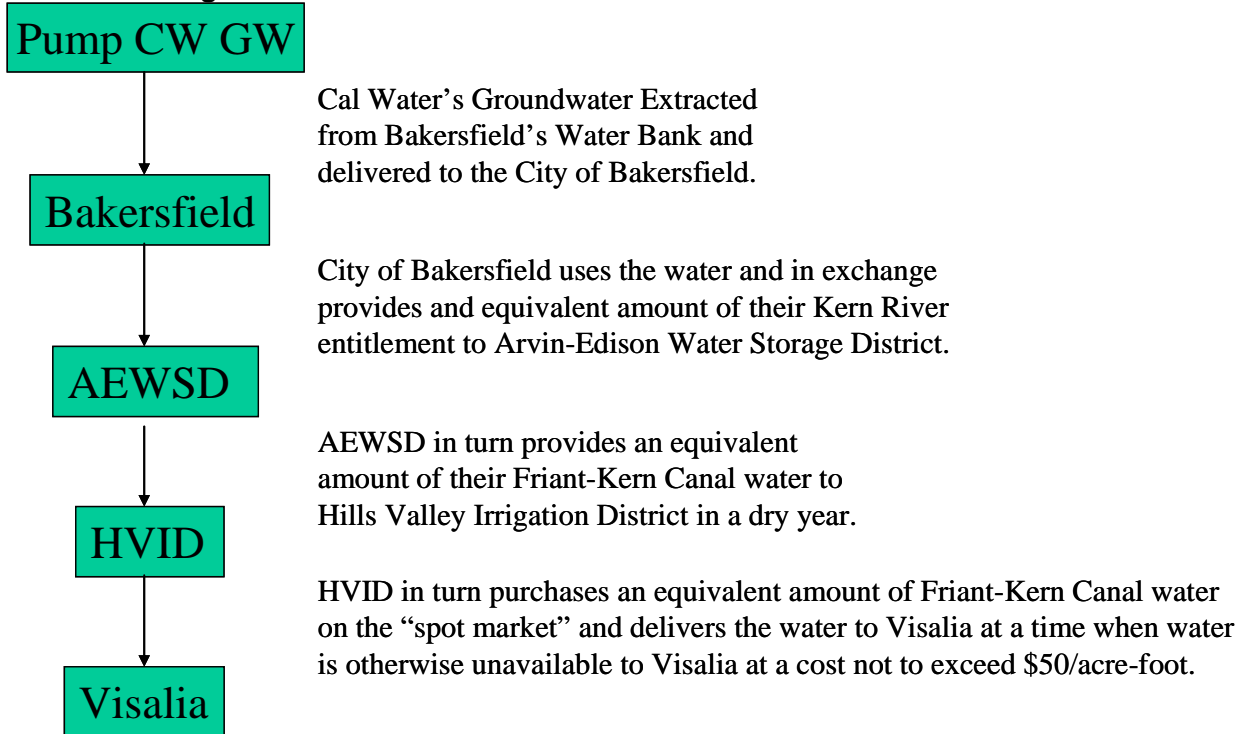 Pump CW GW
Cal Water's Groundwater Extracted
from Bakersfield's Water Bank and
delivered to the City of Bakersfield.
Bakersfield
City of Bakersfield uses the water and in exchange
provides and equivalent amount of their Kern River
entitlement to Arvin-Edison Water Storage District.
AEWSD
AEWSD in turn provides an equivalent
amount of their Friant-Kern Canal water to
Hills Valley Irrigation District in a dry year.
HVID
HVID in turn purchases an equivalent amount of Friant-Kern Canal water
on the “spot market” and delivers the water to Visalia at a time when water
is otherwise unavailable to Visalia at a cost not to exceed $50/acre-foot.
Visalia